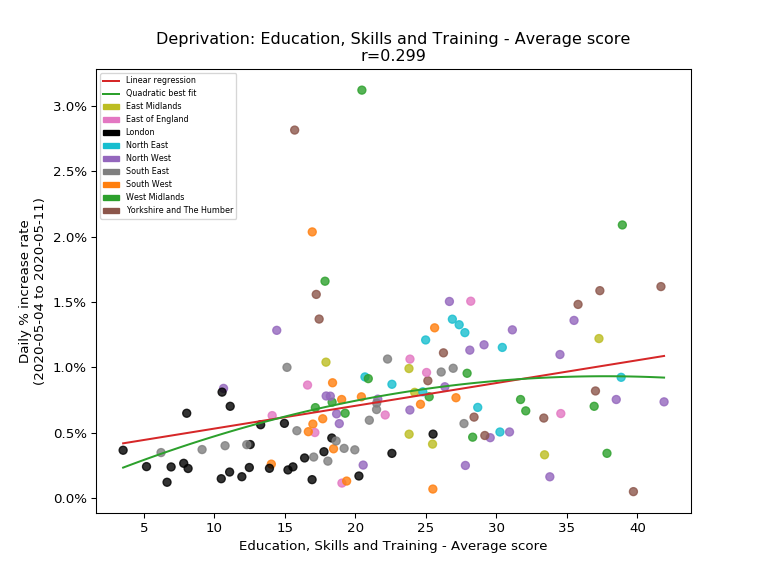 Deprivation: Education, Skills and Training - Average score
r=0.299
Linear regression
Quadratic best fit
East Midlands
East of England
London
North East
North West
South East
South West
West Midlands
Yorkshire and The Humber
3.0%
2.5%
2.0%
1.5%
1.0%
0.5%
0.0%
Daily % increase rate
(2020-05-04 to 2020-05-11)
5 10 15 20 25 30 35 40
Education, Skills and Training - Average score